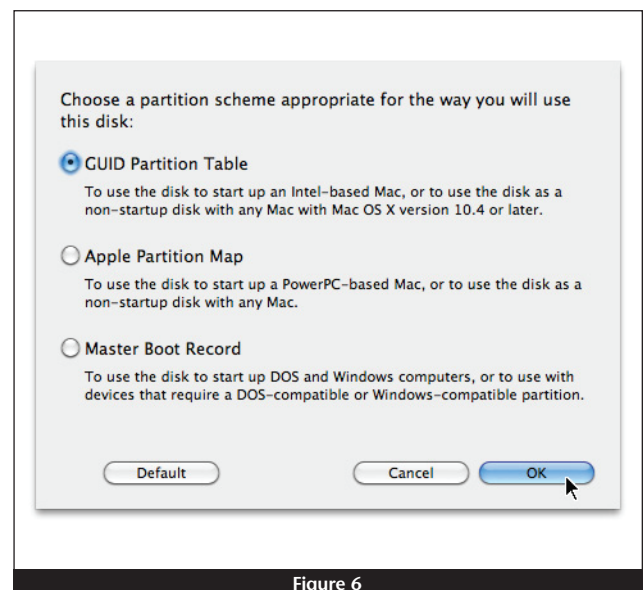 Choose a partition scheme appropriate for the way you will use
this disk:
GUID Partition Table
To use the disk to start up an Intel-based Mac, or to use the disk as a
non-startup disk with any Mac with Mac OS X version 10.4 or later.
Apple Partition Map
To use the disk to start up a PowerPC-based Mac, or to use the disk as a
non-startup disk with any Mac.
Master Boot Record
To use the disk to start up DOS and Windows computers, or to use with
devices that require a DOS-compatible or Windows-compatible partition.
Default Cancel OK
Figure 6